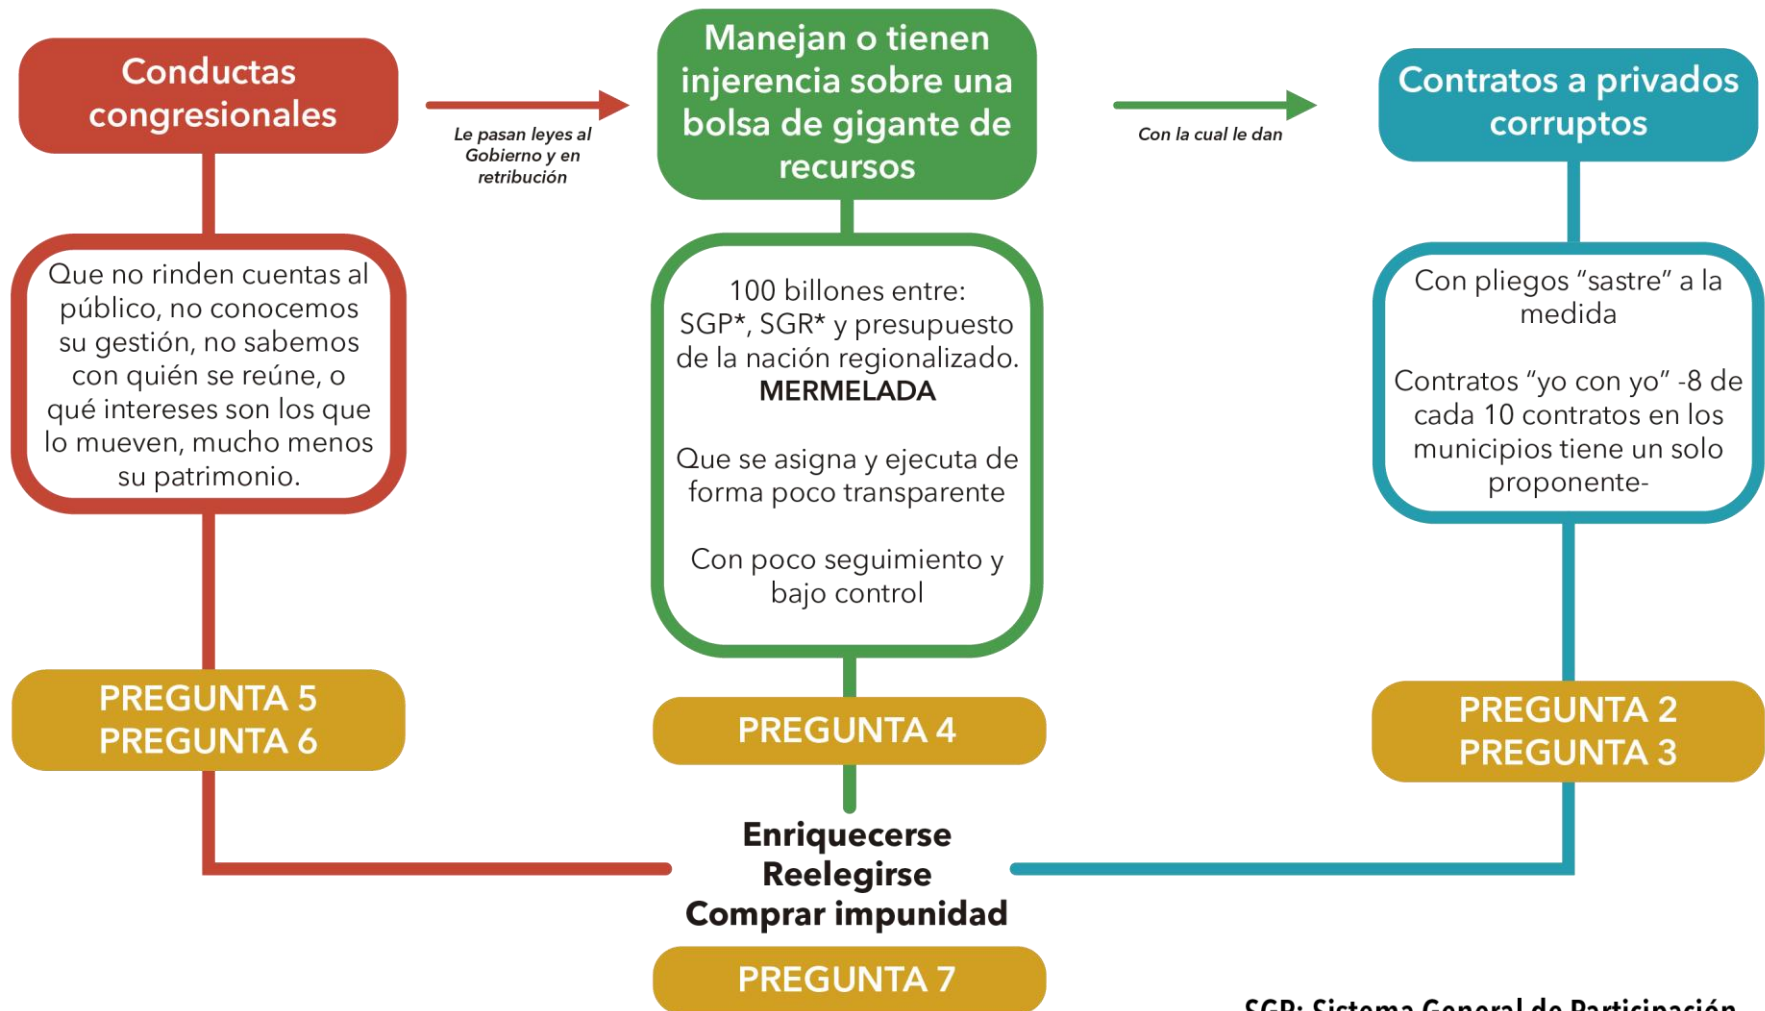 Conductas
congresionales
Le pasan leyes al
Gobierno y en
retribución
Manejan o tienen
injerencia sobre una
bolsa de gigante de
recursos
Con la cual le dan
Contratos a privados
corruptos
Que no rinden cuentas al
público, no conocemos
su gestión, no sabemos
con quién se reúne, o
qué intereses son los que
lo mueven, mucho menos
su patrimonio.
100 billones entre:
SGP*, SGR* y presupuesto
de la nación regionalizado.
MERMELADA
Que se asigna y ejecuta de
forma poco transparente
Con poco seguimiento y
bajo control
Con pliegos “sastre” a la
medida
Contratos “yo con yo” -8 de
cada 10 contratos en los
municipios tiene un solo
proponente-
PREGUNTA 5
PREGUNTA 6
PREGUNTA 4
PREGUNTA 2
PREGUNTA 3
Enriquecerse
Reelegirse
Comprar impunidad
PREGUNTA 7
SGP: Sistema General de Participación